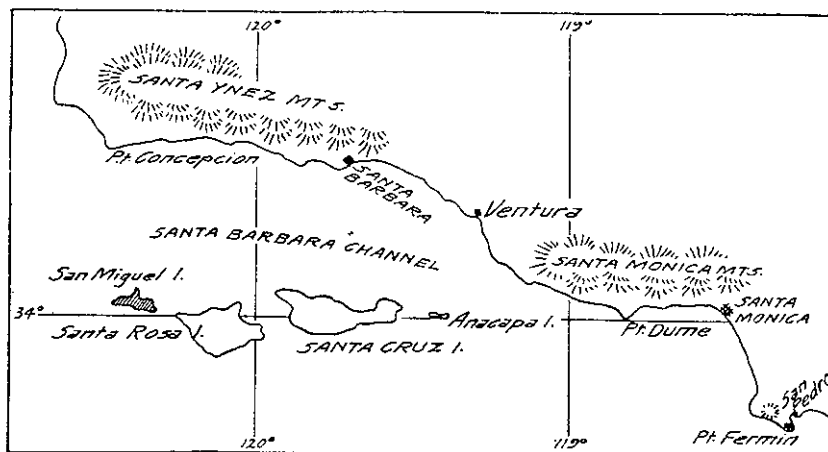 120° 119°
SANTA YNEZ MTS.
Pt. Concepcion
SANTA
BARBARA
Ventura
SANTA BARBARA CHANNEL
SANTA MONICA MTS.
San Miguel I.
34°
Santa Rosa I.
SANTA CRUZ I.
Anacapa I.
Pt. Dume
SANTA
MONICA
San
Pedro
Pt. Fermin
120° 119°